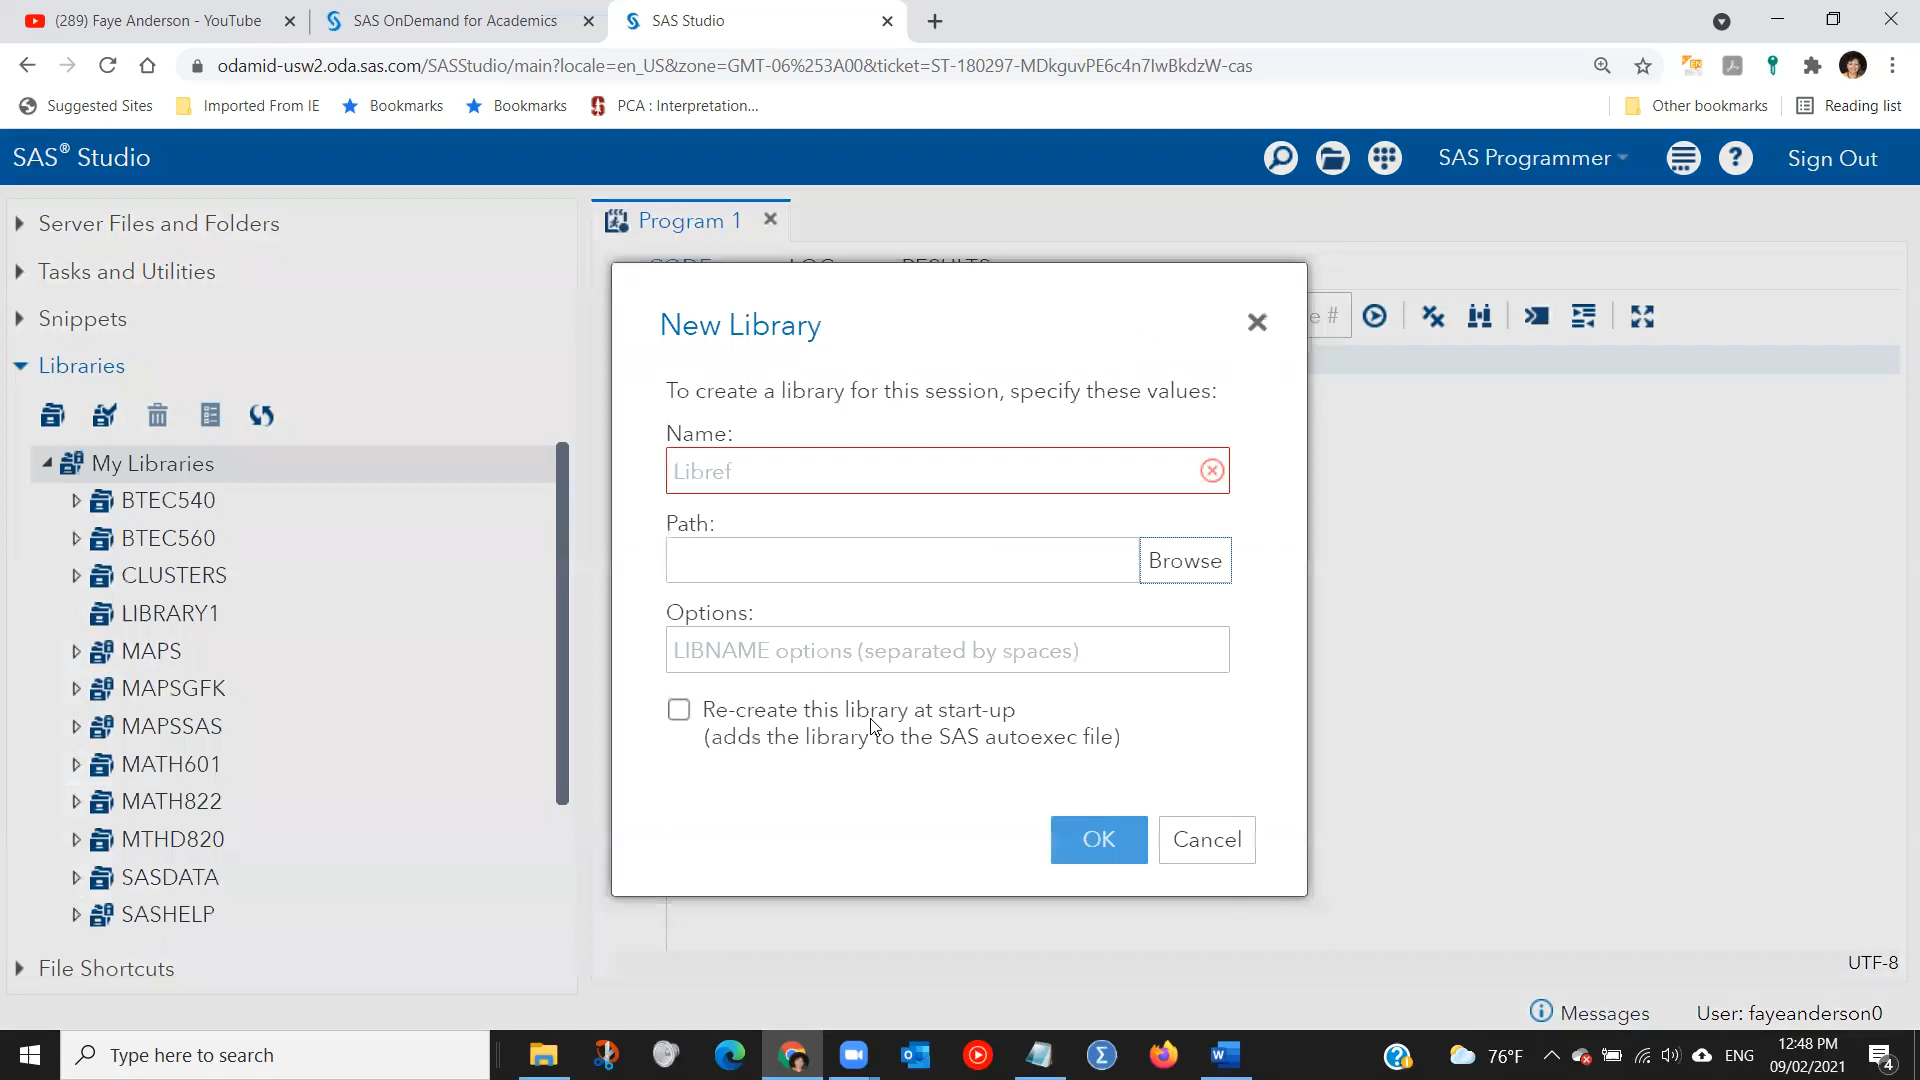 (289) Faye Anderson - YouTube
SAS OnDemand for Academics
SAS Studio
odamid-usw2.oda.sas.com/SASStudio/main?locale=en_US&zone=GMT-06%253A00&ticket=ST-180297-MDkguvPE6c4n7IwBkdzW-cas
Suggested Sites
Imported From IE
Bookmarks
Bookmarks
PCA : Interpretation...
Other bookmarks
Reading list
SAS® Studio
SAS Programmer
Sign Out
Server Files and Folders
Tasks and Utilities
Snippets
Libraries
My Libraries
BTEC540
BTEC560
CLUSTERS
LIBRARY1
MAPS
MAPSGFK
MAPSSAS
MATH601
MATH822
MTHD820
SASDATA
SASHELP
File Shortcuts
Program 1
CODE LOG RESULTS
e #
New Library
To create a library for this session, specify these values:
Name:
Libref
Path:
Browse
Options:
LIBNAME options (separated by spaces)
Re-create this library at start-up
(adds the library to the SAS autoexec file)
OK
Cancel
UTF-8
Messages
User: fayeanderson0
Type here to search
76°F
ENG
12:48 PM
09/02/2021
4